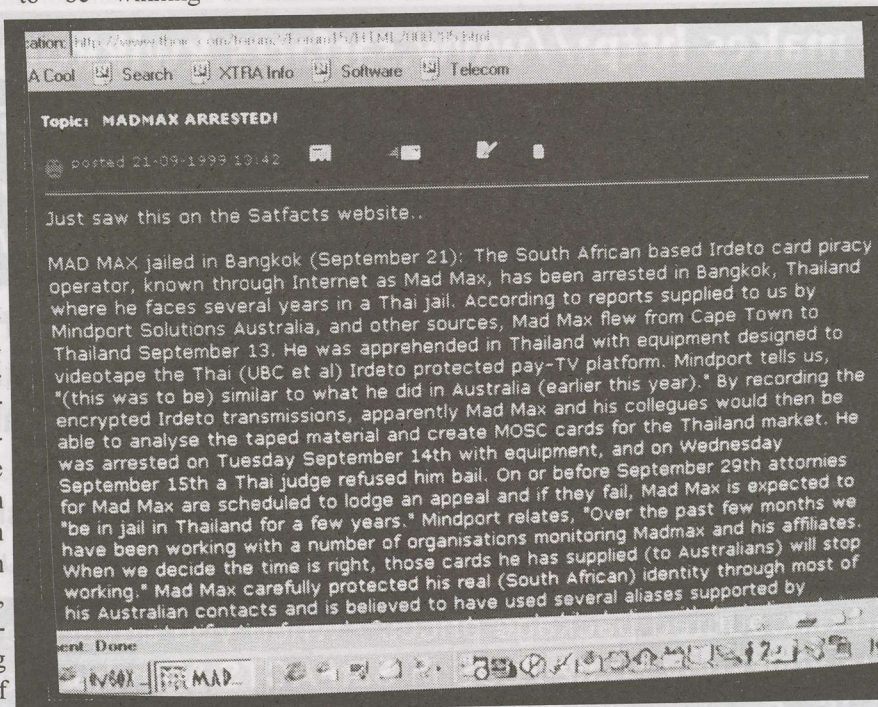 to be winning
ation:
A Cool Search XTRA Info Software Telecom
Topic: MADMAX ARRESTED!
posted 21-09-1999 13:42
Just saw this on the Satfacts website..
MAD MAX jailed in Bangkok (September 21): The South African based Irdeto card piracy
operator, known through Internet as Mad Max, has been arrested in Bangkok, Thailand
where he faces several years in a Thai jail. According to reports supplied to us by
Mindport Solutions Australia, and other sources, Mad Max flew from Cape Town to
Thailand September 13. He was apprehended in Thailand with equipment designed to
videotape the Thai (UBC et al) Irdeto protected pay-TV platform. Mindport tells us,
"(this was to be) similar to what he did in Australia (earlier this year)." By recording the
encrypted Irdeto transmissions, apparently Mad Max and his collegues would then be
able to analyse the taped material and create MOSC cards for the Thailand market. He
was arrested on Tuesday September 14th with equipment, and on Wednesday
September 15th a Thai judge refused him bail. On or before September 29th attornies
for Mad Max are scheduled to lodge an appeal and if they fail, Mad Max is expected to
"be in jail in Thailand for a few years." Mindport relates, "Over the past few months we
have been working with a number of organisations monitoring Madmax and his affiliates.
When we decide the time is right, those cards he has supplied (to Australians) will stop
working." Mad Max carefully protected his real (South African) identity through most of
his Australian contacts and is believed to have used several aliases supported by
ment: Done
MAD...
of